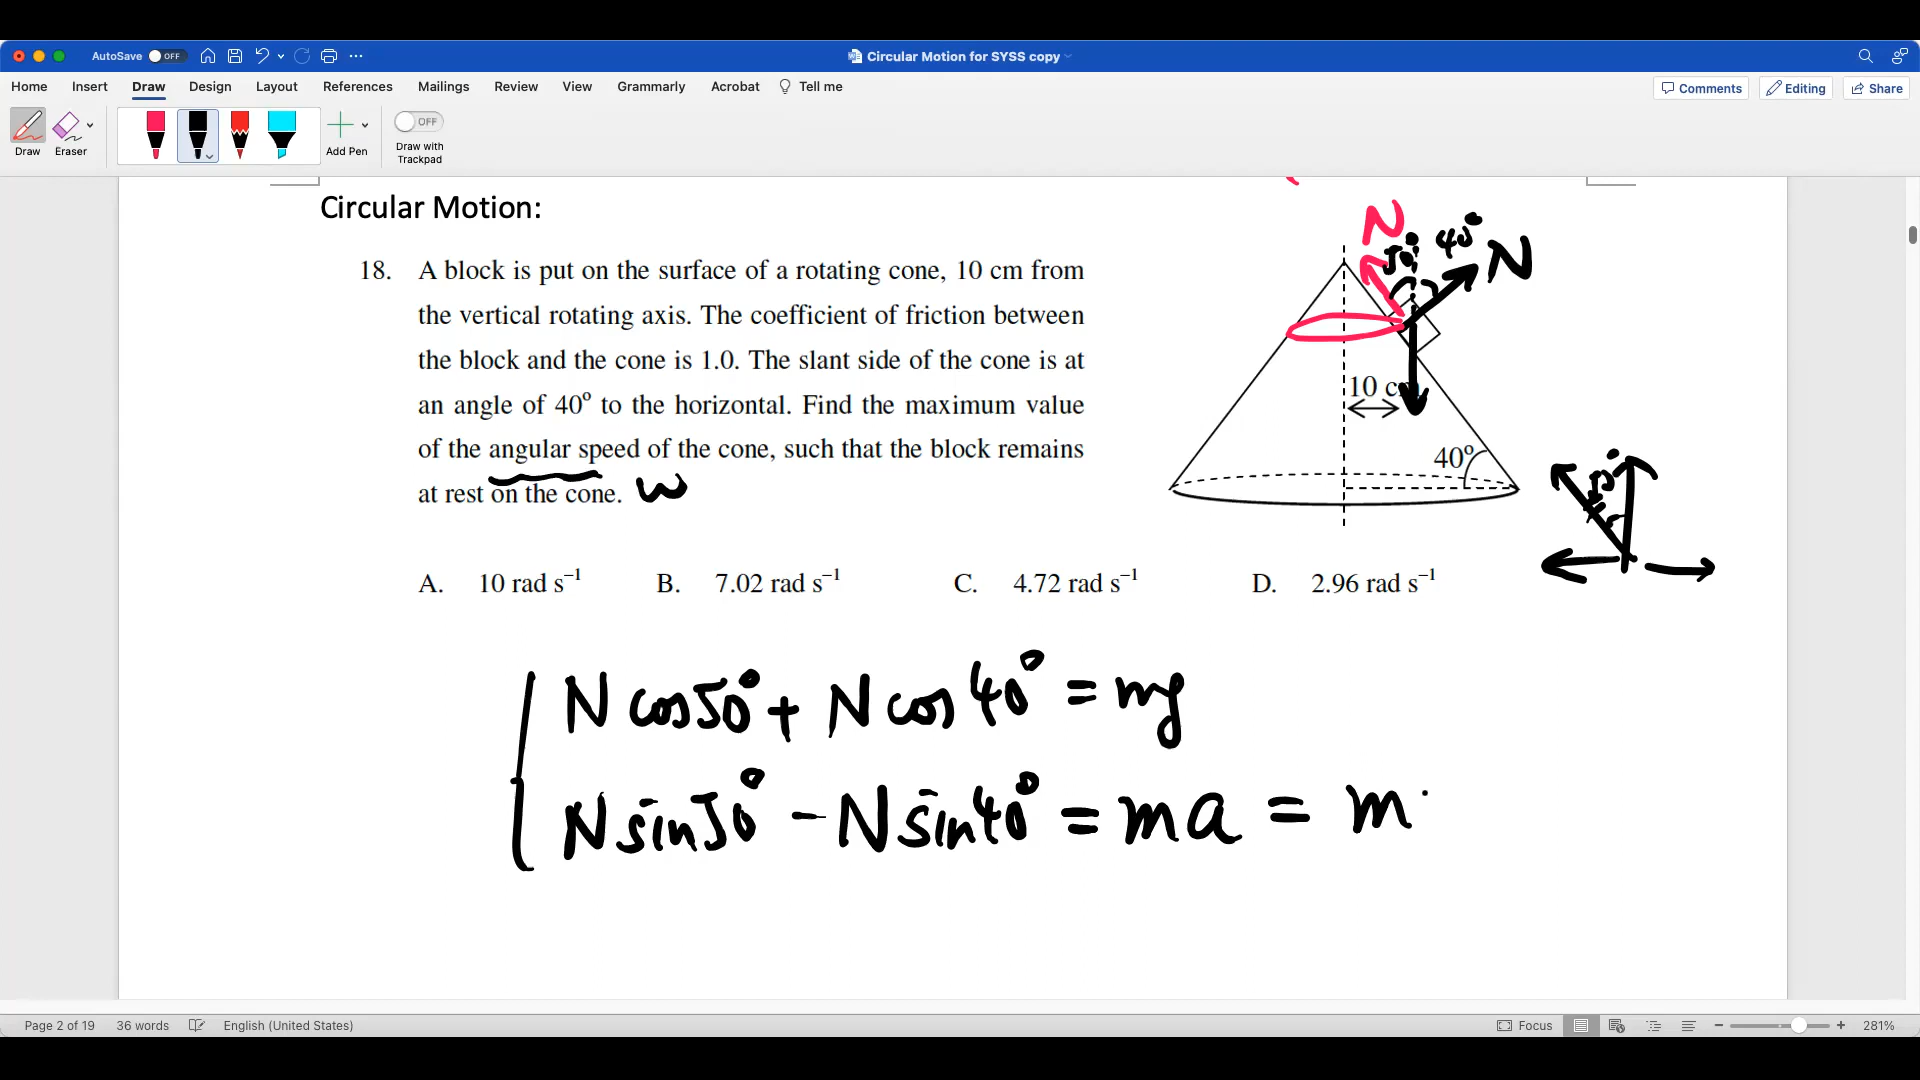 AutoSave OFF
Circular Motion for SYSS copy
Home Insert Draw Design Layout References Mailings Review View Grammarly Acrobat Tell me
Comments Editing Share
OFF
Draw Eraser Add Pen Draw with Trackpad
Circular Motion:
18. A block is put on the surface of a rotating cone, 10 cm from
the vertical rotating axis. The coefficient of friction between
the block and the cone is 1.0. The slant side of the cone is at
an angle of 40° to the horizontal. Find the maximum value
of the angular speed of the cone, such that the block remains
at rest on the cone. ω
N 50° 40° N
10 cm
40°
A. 10 rad s⁻¹ B. 7.02 rad s⁻¹ C. 4.72 rad s⁻¹ D. 2.96 rad s⁻¹
N cos50° + N cos40° = mg
N sin50° - N sin40° = ma = m
Page 2 of 19 36 words English (United States) Focus 281%